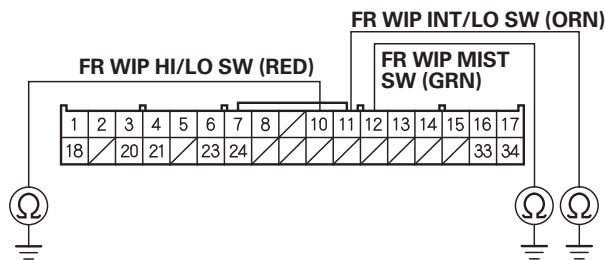 FR WIP INT/LO SW (ORN)
FR WIP HI/LO SW (RED)
FR WIP MIST
SW (GRN)
1 2 3 4 5 6 7 8 10 11 12 13 14 15 16 17
18 20 21 23 24 33 34
Ω Ω Ω